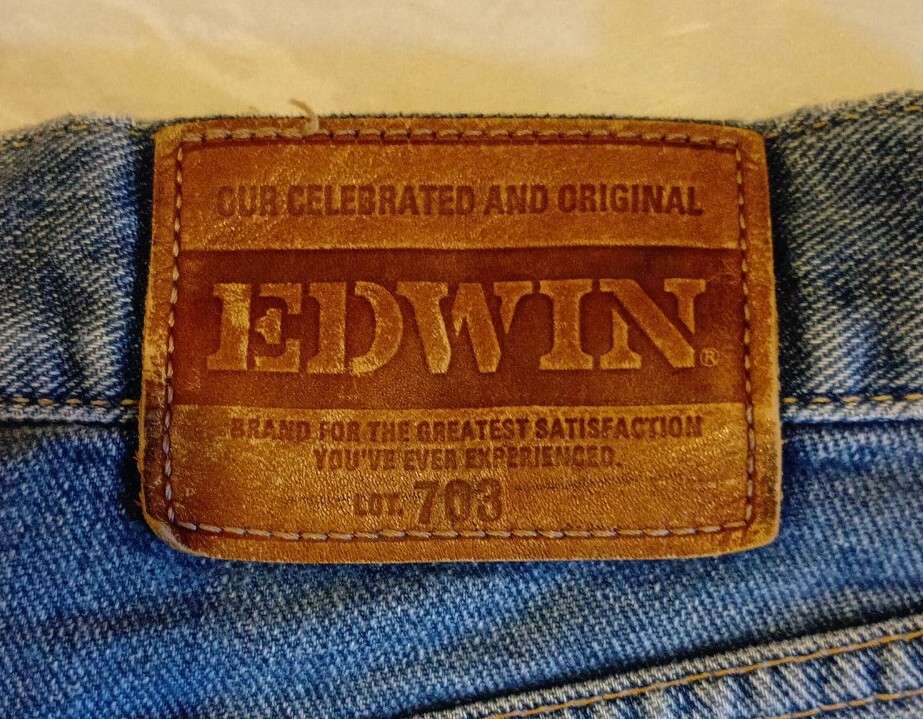 OUR CELEBRATED AND ORIGINAL
EDWIN®
BRAND FOR THE GREATEST SATISFACTION
YOU'VE EVER EXPERIENCED.
LOT. 703